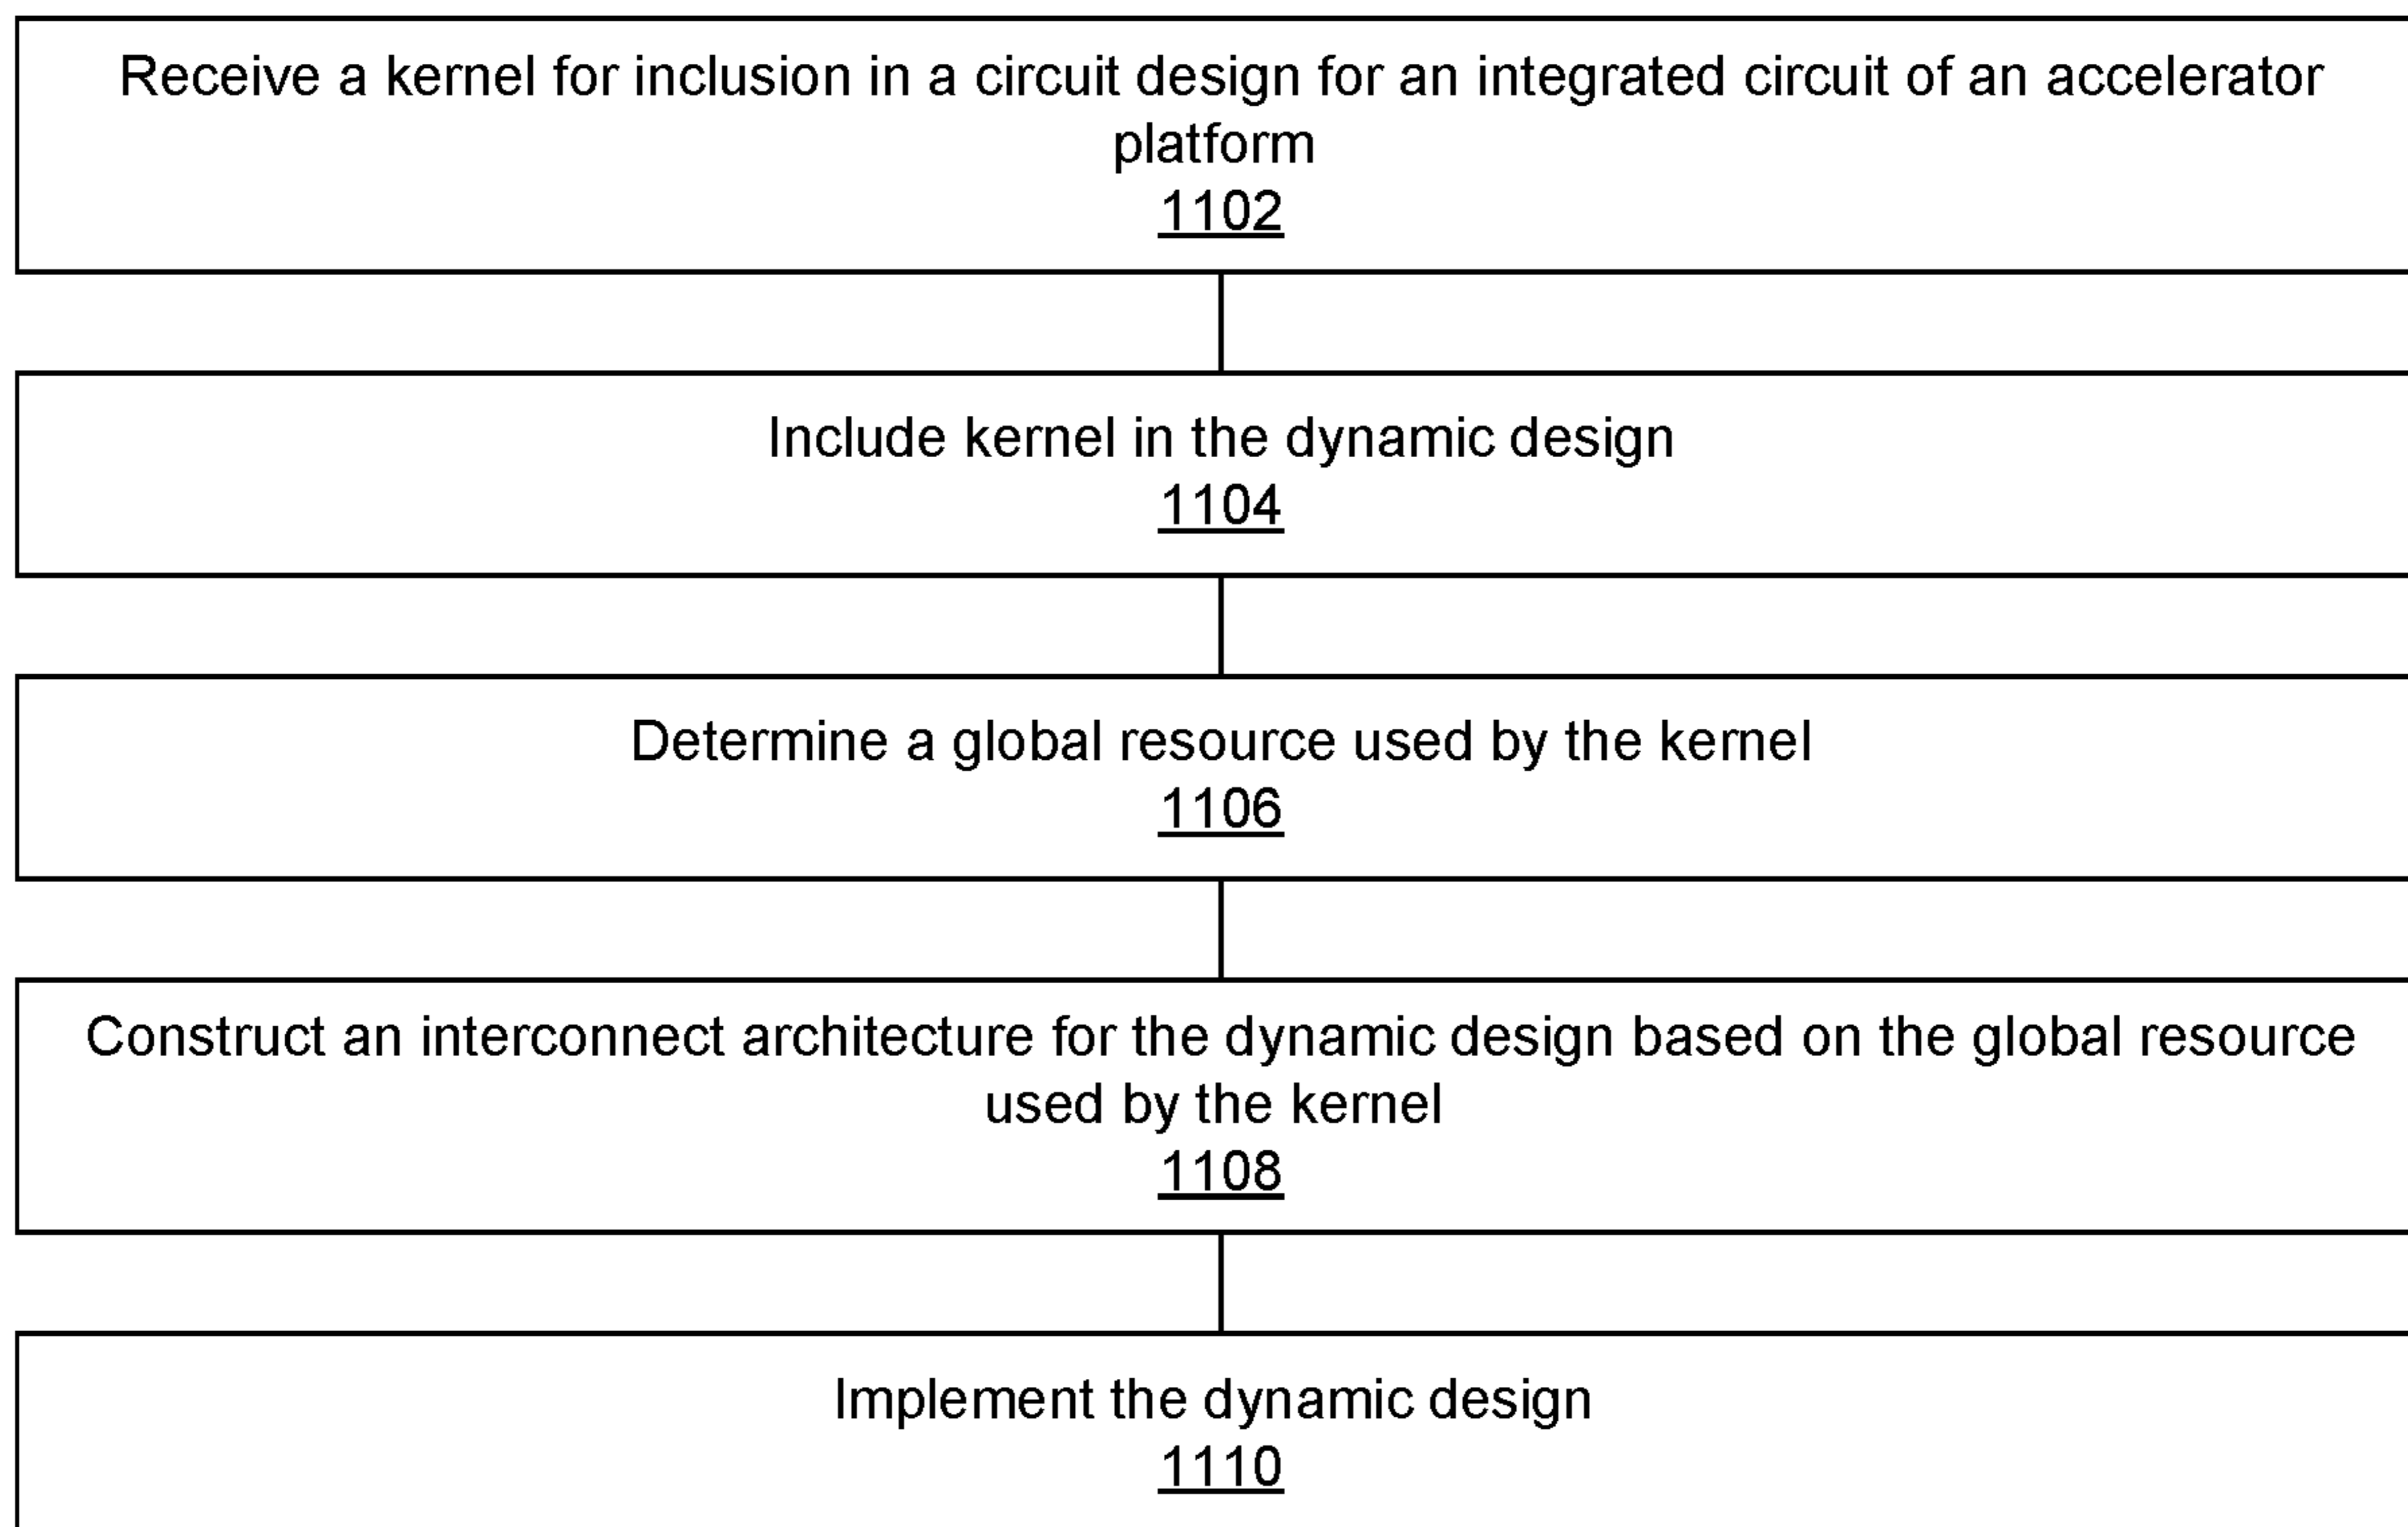 Receive a kernel for inclusion in a circuit design for an integrated circuit of an accelerator
platform
1102
Include kernel in the dynamic design
1104
Determine a global resource used by the kernel
1106
Construct an interconnect architecture for the dynamic design based on the global resource
used by the kernel
1108
Implement the dynamic design
1110